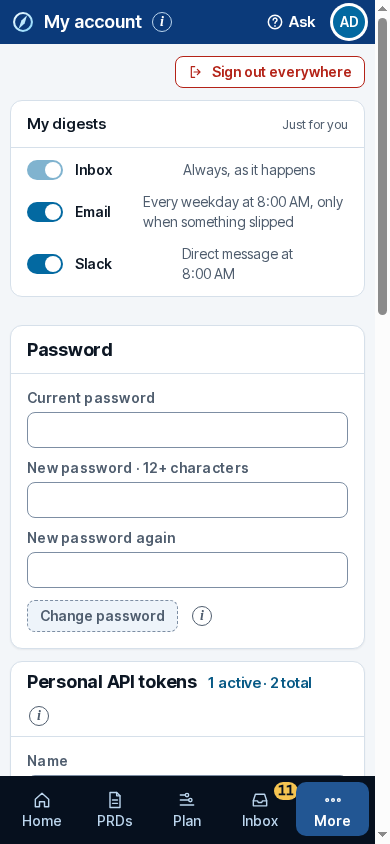 My account i Ask AD
Sign out everywhere
My digests Just for you
Inbox Always, as it happens
Email Every weekday at 8:00 AM, only
when something slipped
Slack Direct message at
8:00 AM
Password
Current password
New password · 12+ characters
New password again
Change password i
Personal API tokens 1 active · 2 total
i
Name
11
Home PRDs Plan Inbox More